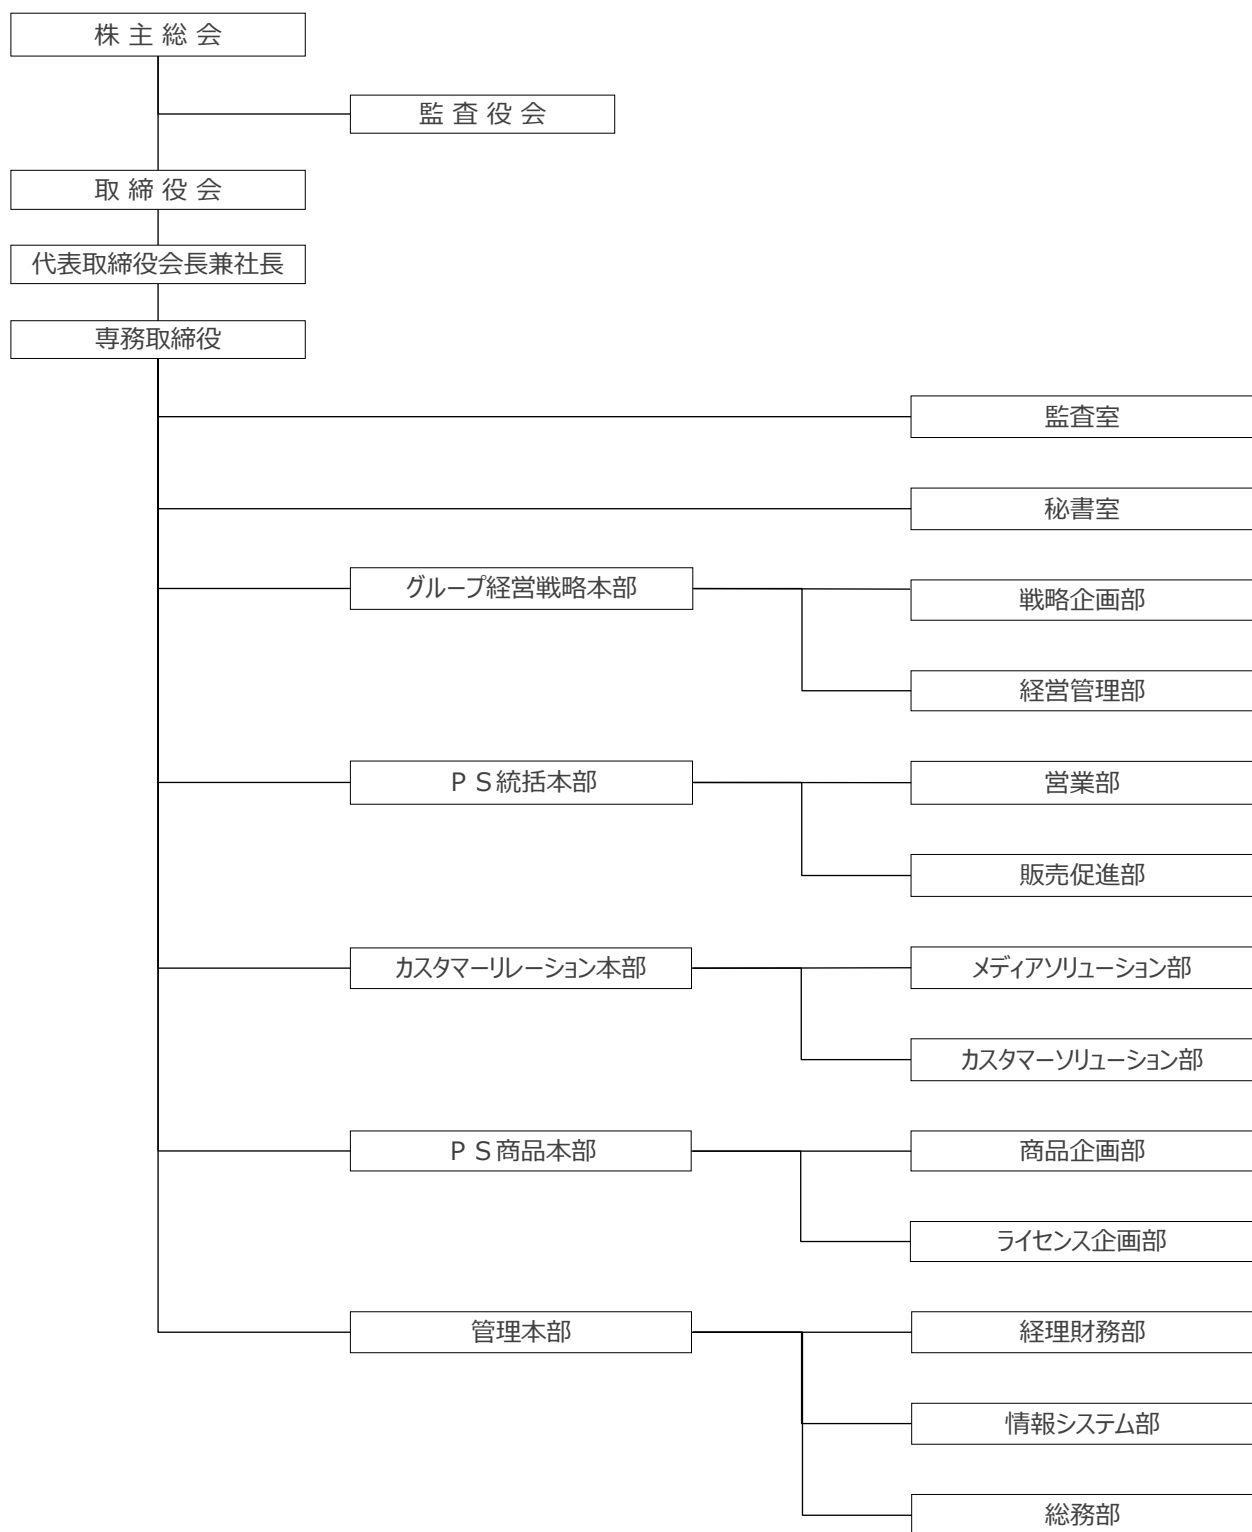 株 主 総 会
監 査 役 会
取 締 役 会
代表取締役会長兼社長
専務取締役
監査室
秘書室
グループ経営戦略本部
戦略企画部
経営管理部
ＰＳ統括本部
営業部
販売促進部
カスタマーリレーション本部
メディアソリューション部
カスタマーソリューション部
ＰＳ商品本部
商品企画部
ライセンス企画部
管理本部
経理財務部
情報システム部
総務部